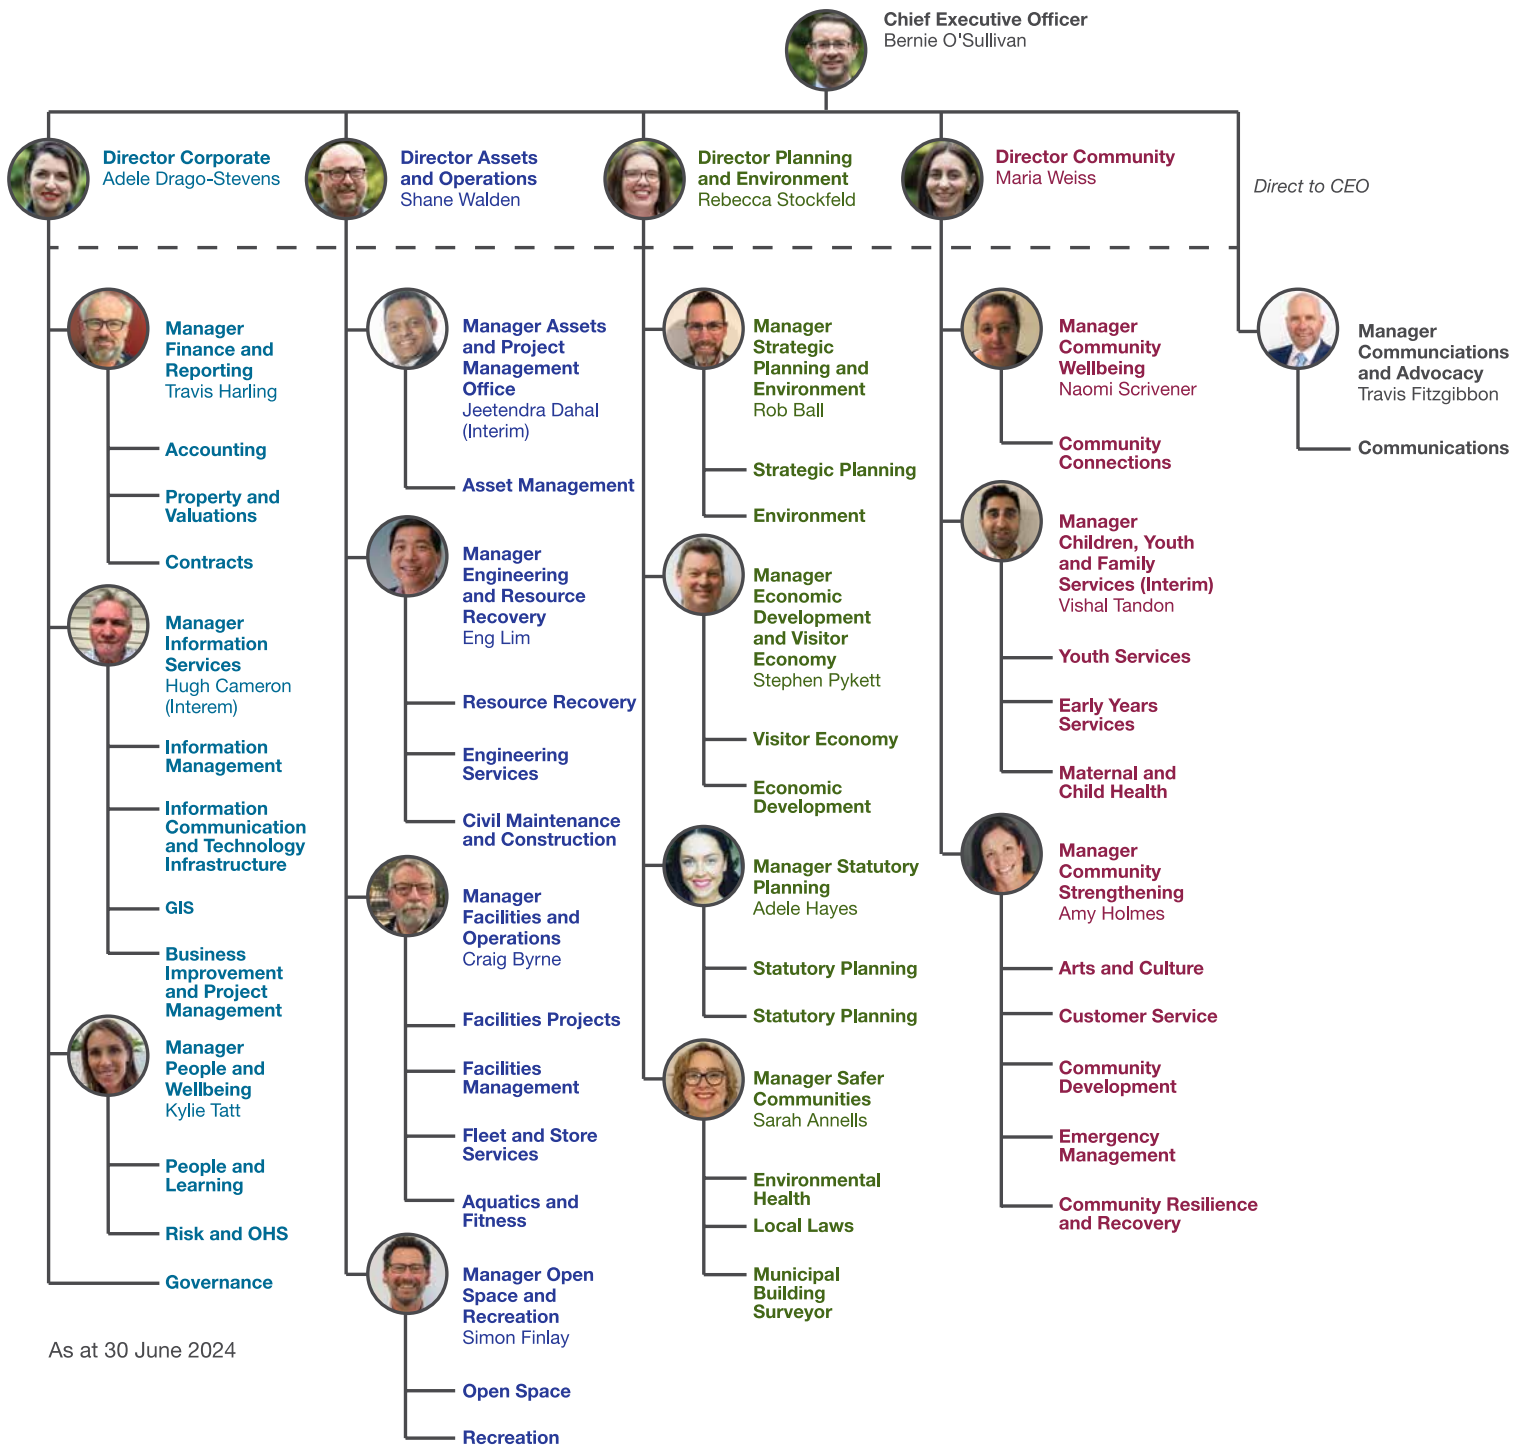 Chief Executive Officer
Bernie O'Sullivan
Director Corporate
Adele Drago-Stevens
Director Assets
and Operations
Shane Walden
Director Planning
and Environment
Rebecca Stockfeld
Director Community
Maria Weiss
Direct to CEO
Manager
Finance and
Reporting
Travis Harling
Accounting
Property and
Valuations
Contracts
Manager
Information
Services
Hugh Cameron
(Interem)
Information
Management
Information
Communication
and Technology
Infrastructure
GIS
Business
Improvement
and Project
Management
Manager
People and
Wellbeing
Kylie Tatt
People and
Learning
Risk and OHS
Governance
Manager Assets
and Project
Management
Office
Jeetendra Dahal
(Interim)
Asset Management
Manager
Engineering
and Resource
Recovery
Eng Lim
Resource Recovery
Engineering
Services
Civil Maintenance
and Construction
Manager
Facilities and
Operations
Craig Byrne
Facilities Projects
Facilities
Management
Fleet and Store
Services
Aquatics and
Fitness
Manager Open
Space and
Recreation
Simon Finlay
Open Space
Recreation
Manager
Strategic
Planning and
Environment
Rob Ball
Strategic Planning
Environment
Manager
Economic
Development
and Visitor
Economy
Stephen Pykett
Visitor Economy
Economic
Development
Manager Statutory
Planning
Adele Hayes
Statutory Planning
Statutory Planning
Manager Safer
Communities
Sarah Annells
Environmental
Health
Local Laws
Municipal
Building
Surveyor
Manager
Community
Wellbeing
Naomi Scrivener
Community
Connections
Manager
Children, Youth
and Family
Services (Interim)
Vishal Tandon
Youth Services
Early Years
Services
Maternal and
Child Health
Manager
Community
Strengthening
Amy Holmes
Arts and Culture
Customer Service
Community
Development
Emergency
Management
Community Resilience
and Recovery
Manager
Communciations
and Advocacy
Travis Fitzgibbon
Communications
As at 30 June 2024